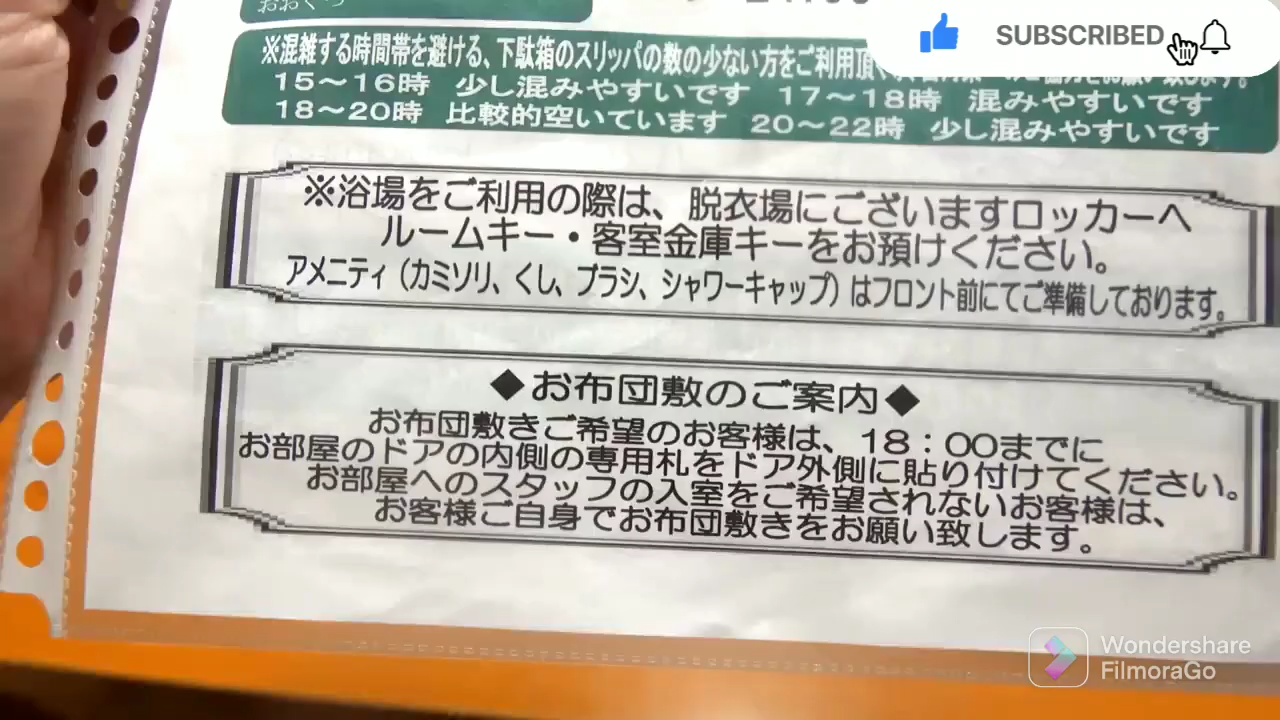 SUBSCRIBED
※混雑する時間帯を避ける、下駄箱のスリッパの数の少ない方をご利用頂
15〜16時 少し混みやすいです 17〜18時 混みやすいです
18〜20時 比較的空いています 20〜22時 少し混みやすいです
※浴場をご利用の際は、脱衣場にございますロッカーへ
ルームキー・客室金庫キーをお預けください。
アメニティ（カミソリ、くし、ブラシ、シャワーキャップ）はフロント前にてご準備しております。
◆お布団敷のご案内◆
お布団敷きご希望のお客様は、18：00までに
お部屋のドアの内側の専用札をドア外側に貼り付けてください。
お部屋へのスタッフの入室をご希望されないお客様は、
お客様ご自身でお布団敷きをお願い致します。
Wondershare
FilmoraGo